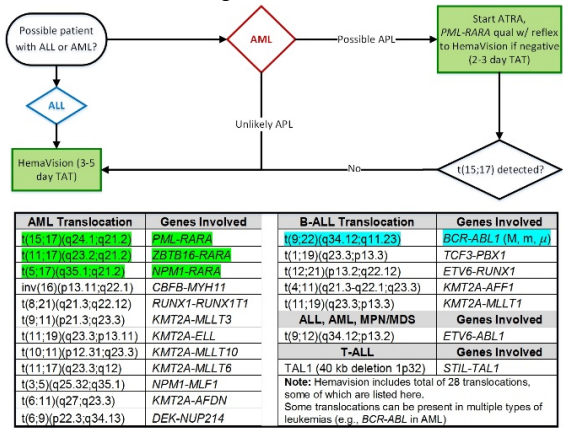 Possible patient
with ALL or AML?
AML
Possible APL
Start ATRA,
PML-RARA qual w/ reflex
to HemaVision if negative
(2-3 day TAT)
ALL
Unlikely APL
HemaVision (3-5
day TAT)
No
t(15;17) detected?
AML Translocation Genes Involved
t(15;17)(q24.1;q21.2) PML-RARA
t(11;17)(q23.2;q21.2) ZBTB16-RARA
t(5;17)(q35.1;q21.2) NPM1-RARA
inv(16)(p13.11;q22.1) CBFB-MYH11
t(8;21)(q21.3;q22.12) RUNX1-RUNX1T1
t(9;11)(p21.3;q23.3) KMT2A-MLLT3
t(11;19)(q23.3;p13.11) KMT2A-ELL
t(10;11)(p12.31;q23.3) KMT2A-MLLT10
t(11;17)(q23.3;q12) KMT2A-MLLT6
t(3;5)(q25.32;q35.1) NPM1-MLF1
t(6:11)(q27;q23.3) KMT2A-AFDN
t(6;9)(p22.3;q34.13) DEK-NUP214
B-ALL Translocation Genes Involved
t(9;22)(q34.12;q11.23) BCR-ABL1 (M, m, μ)
t(1;19)(q23.3;p13.3) TCF3-PBX1
t(12;21)(p13.2;q22.12) ETV6-RUNX1
t(4;11)(q21.3-q22.1;q23.3) KMT2A-AFF1
t(11;19)(q23.3;p13.3) KMT2A-MLLT1
ALL, AML, MPN/MDS Genes Involved
t(9;12)(q34.12;p13.2) ETV6-ABL1
T-ALL Genes Involved
TAL1 (40 kb deletion 1p32) STIL-TAL1
Note: Hemavision includes total of 28 translocations,
some of which are listed here.
Some translocations can be present in multiple types of
leukemias (e.g., BCR-ABL in AML)